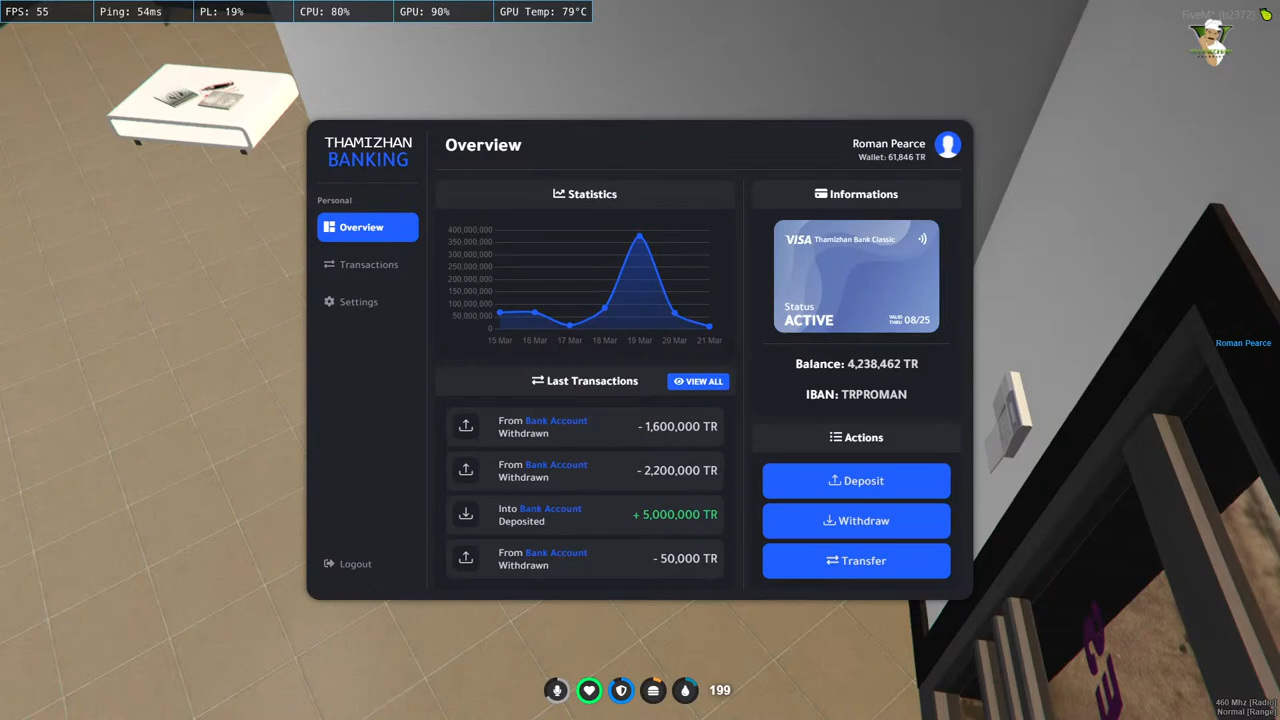 FPS: 55 Ping: 54ms PL: 19% CPU: 80% GPU: 90% GPU Temp: 79°C
FiveM* (b2372)
THAMIZHAN
BANKING
Overview
Roman Pearce
Wallet: 61,846 TR
Personal
Overview
Transactions
Settings
Logout
Statistics
400,000,000
350,000,000
300,000,000
250,000,000
200,000,000
150,000,000
100,000,000
50,000,000
0
15 Mar 16 Mar 17 Mar 18 Mar 19 Mar 20 Mar 21 Mar
Last Transactions
VIEW ALL
From Bank Account
Withdrawn
- 1,600,000 TR
From Bank Account
Withdrawn
- 2,200,000 TR
Into Bank Account
Deposited
+ 5,000,000 TR
From Bank Account
Withdrawn
- 50,000 TR
Informations
VISA Thamizhan Bank Classic
Status
ACTIVE
VALID
THRU 08/25
Balance: 4,238,462 TR
IBAN: TRPROMAN
Actions
Deposit
Withdraw
Transfer
Roman Pearce
199
460 Mhz [Radio]
Normal [Range]